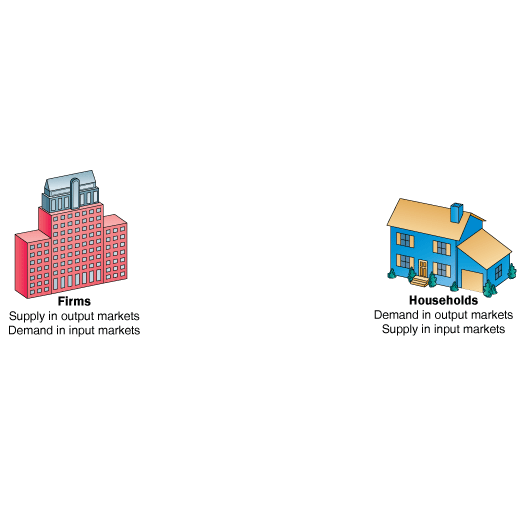 Firms
Supply in output markets
Demand in input markets
Households
Demand in output markets
Supply in input markets